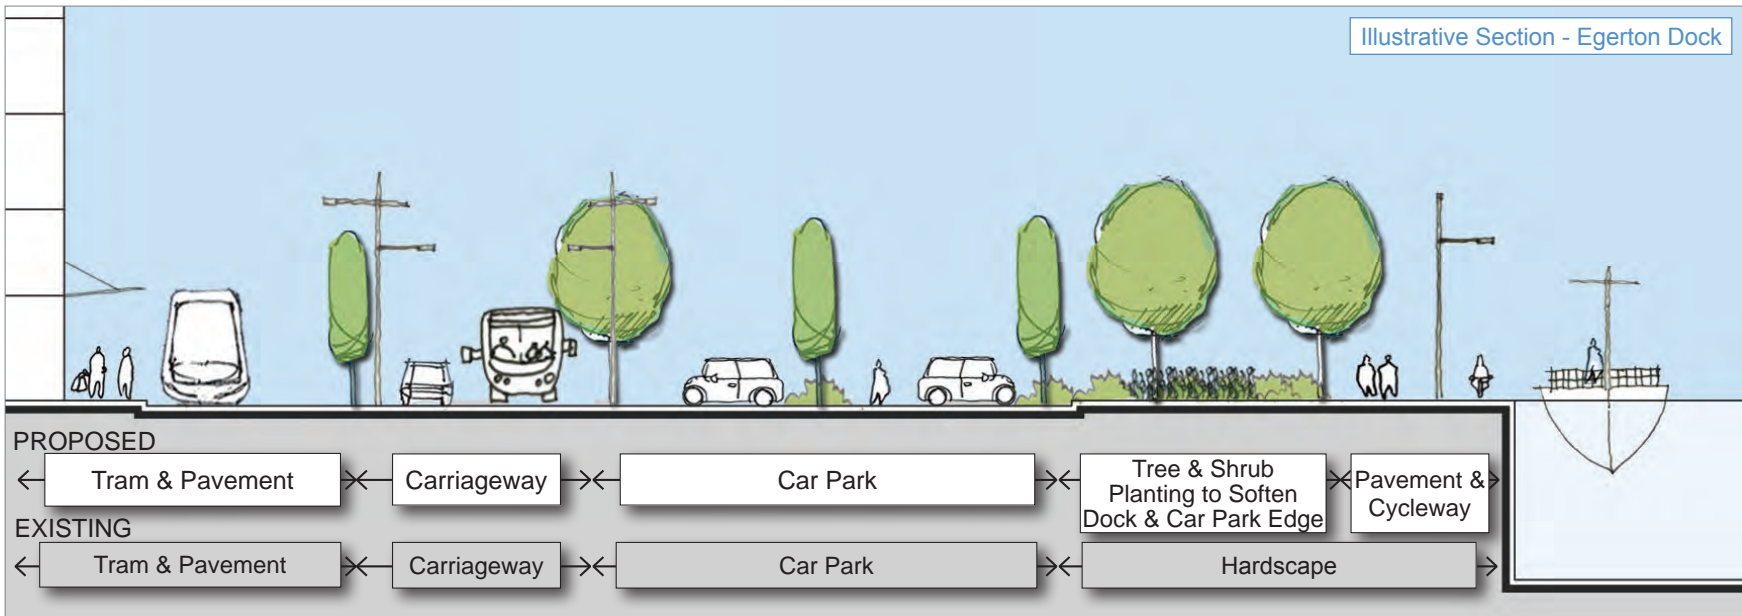 Illustrative Section - Egerton Dock
PROPOSED
Tram & Pavement
Carriageway
Car Park
Tree & Shrub
Planting to Soften
Dock & Car Park Edge
Pavement &
Cycleway
EXISTING
Tram & Pavement
Carriageway
Car Park
Hardscape